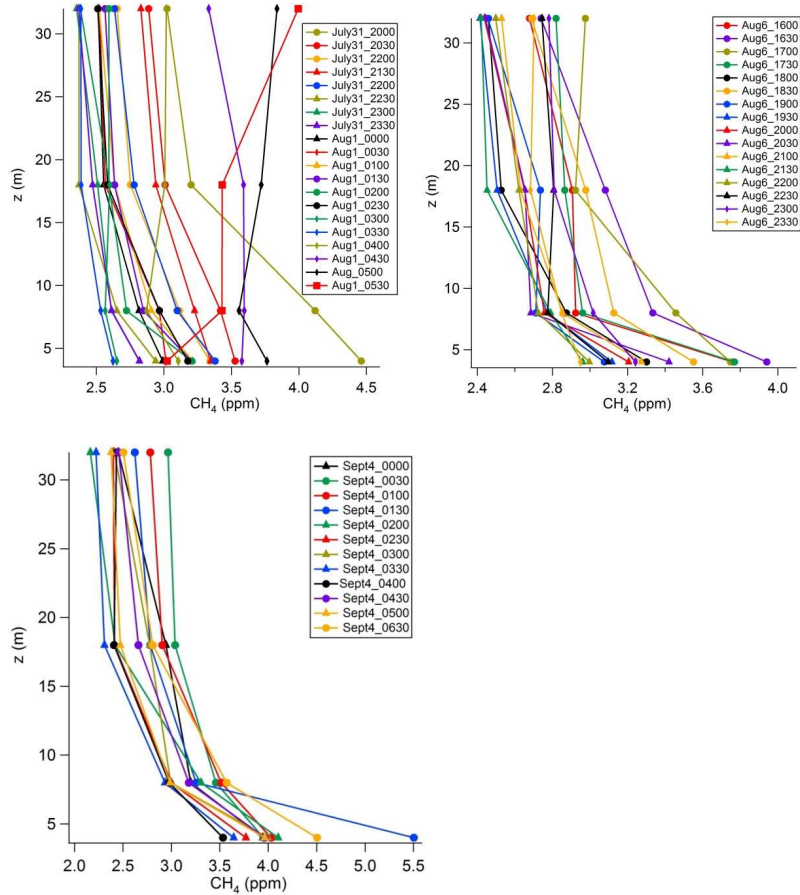 30
25
20
15
10
5
z (m)
2.5
3.0
3.5
4.0
4.5
CH4 (ppm)
July31_2000
July31_2030
July31_2200
July31_2130
July31_2200
July31_2230
July31_2300
July31_2330
Aug1_0000
Aug1_0030
Aug1_0100
Aug1_0130
Aug1_0200
Aug1_0230
Aug1_0300
Aug1_0330
Aug1_0400
Aug1_0430
Aug_0500
Aug1_0530
30
25
20
15
10
5
z (m)
2.4
2.8
3.2
3.6
4.0
CH4 (ppm)
Aug6_1600
Aug6_1630
Aug6_1700
Aug6_1730
Aug6_1800
Aug6_1830
Aug6_1900
Aug6_1930
Aug6_2000
Aug6_2030
Aug6_2100
Aug6_2130
Aug6_2200
Aug6_2230
Aug6_2300
Aug6_2330
30
25
20
15
10
5
z (m)
2.0
2.5
3.0
3.5
4.0
4.5
5.0
5.5
CH4 (ppm)
Sept4_0000
Sept4_0030
Sept4_0100
Sept4_0130
Sept4_0200
Sept4_0230
Sept4_0300
Sept4_0330
Sept4_0400
Sept4_0430
Sept4_0500
Sept4_0630